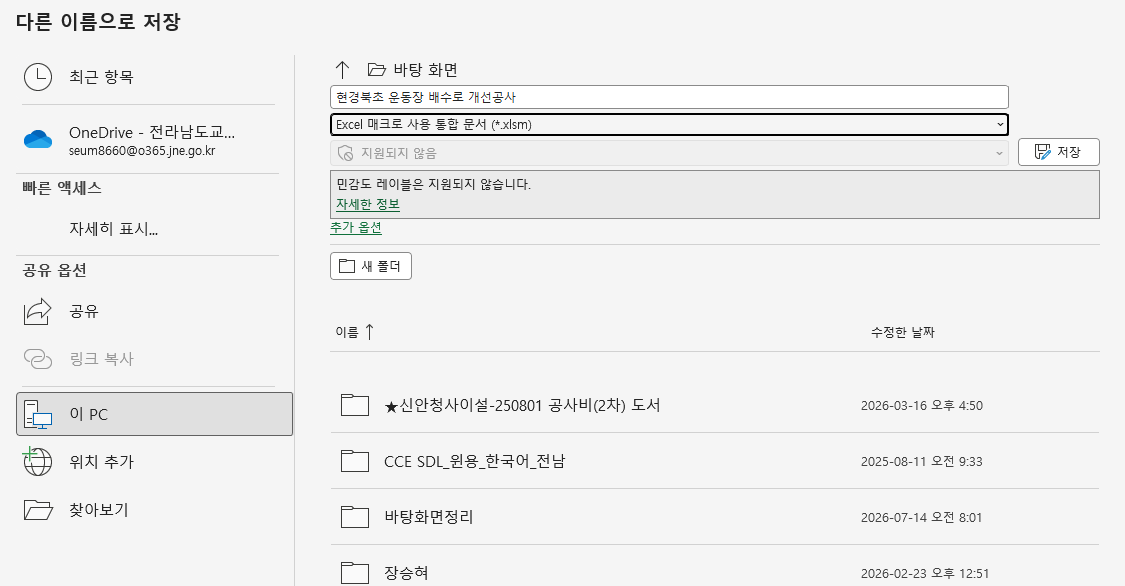 다른 이름으로 저장
최근 항목
OneDrive - 전라남도교...
seum8660@o365.jne.go.kr
빠른 액세스
자세히 표시...
공유 옵션
공유
링크 복사
이 PC
위치 추가
찾아보기
바탕 화면
현경북초 운동장 배수로 개선공사
Excel 매크로 사용 통합 문서 (*.xlsm)
지원되지 않음
저장
민감도 레이블은 지원되지 않습니다.
자세한 정보
추가 옵션
새 폴더
이름 ↑ 수정한 날짜
★신안청사이설-250801 공사비(2차) 도서 2026-03-16 오후 4:50
CCE SDL_윈용_한국어_전남 2025-08-11 오전 9:33
바탕화면정리 2026-07-14 오전 8:01
장승혀 2026-02-23 오후 12:51